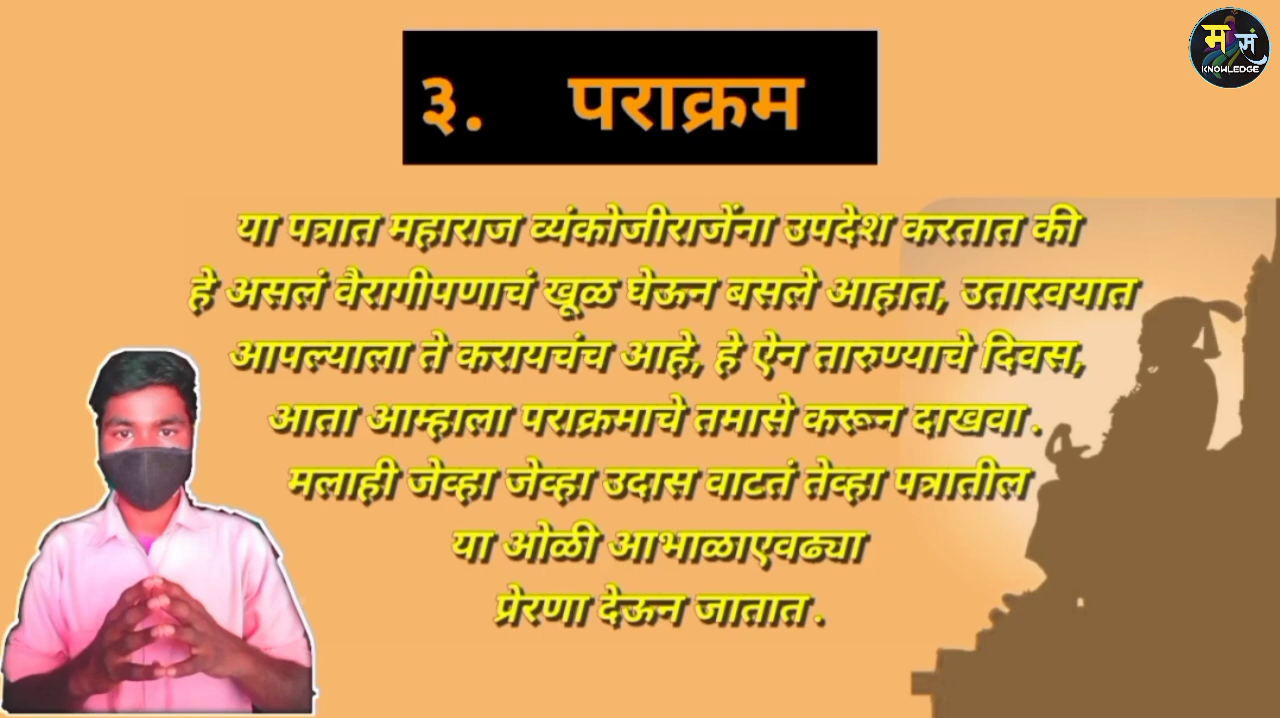 म सं
KNOWLEDGE
३. पराक्रम
या पत्रात महाराज व्यंकोजीराजेंना उपदेश करतात की
हे असलं वैरागीपणाचं खूळ घेऊन बसले आहात, उतारवयात
आपल्याला ते करायचंच आहे, हे ऐन तारुण्याचे दिवस,
आता आम्हाला पराक्रमाचे तमासे करून दाखवा.
मलाही जेव्हा जेव्हा उदास वाटतं तेव्हा पत्रातील
या ओळी आभाळाएवढ्या
प्रेरणा देऊन जातात.